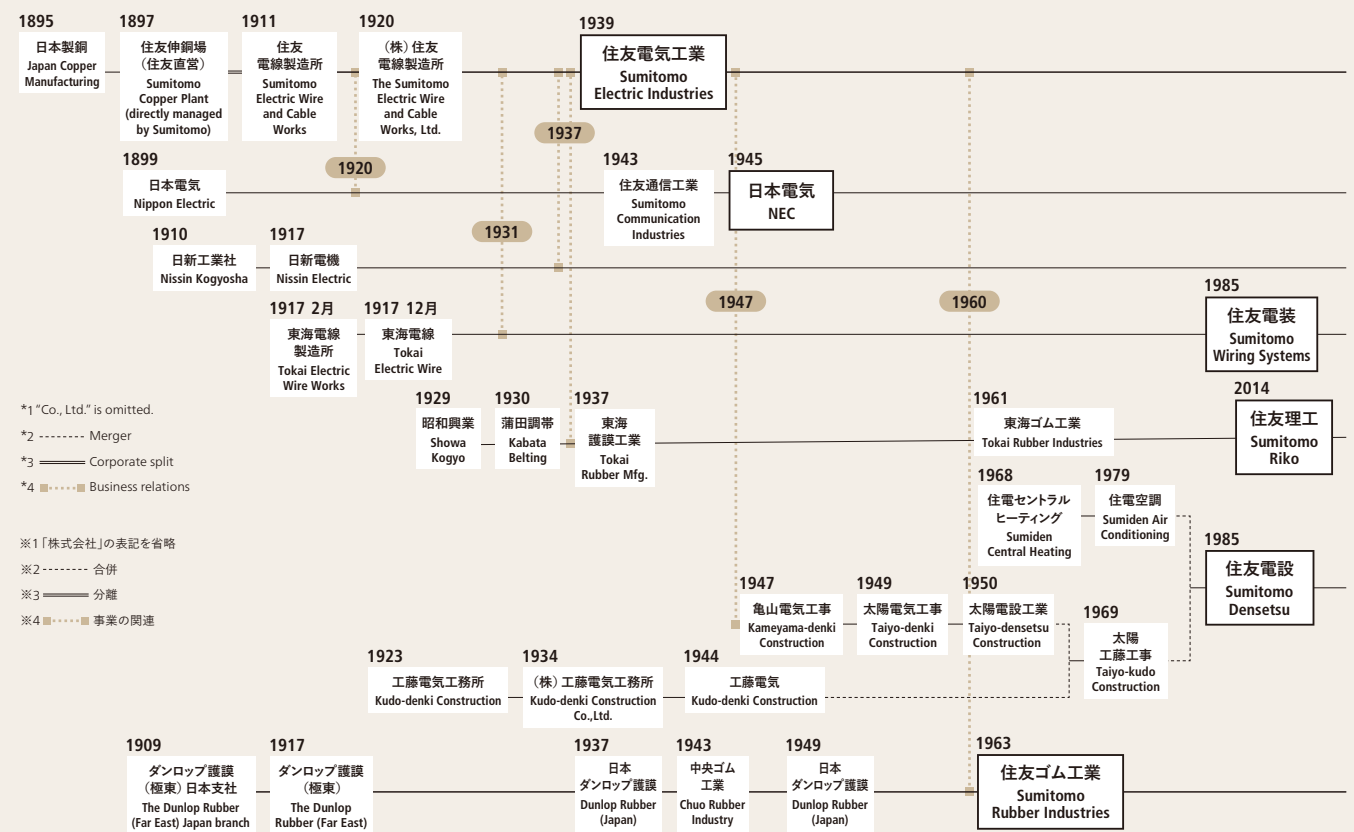 1895
日本製銅
Japan Copper
Manufacturing
1897
住友伸銅場
（住友直営）
Sumitomo
Copper Plant
(directly managed
by Sumitomo)
1911
住友
電線製造所
Sumitomo
Electric Wire
and Cable
Works
1920
（株）住友
電線製造所
The Sumitomo
Electric Wire
and Cable
Works, Ltd.
1939
住友電気工業
Sumitomo
Electric Industries
1937
1920
1899
日本電気
Nippon Electric
1943
住友通信工業
Sumitomo
Communication
Industries
1945
日本電気
NEC
1931
1910
日新工業社
Nissin Kogyosha
1917
日新電機
Nissin Electric
1947
1960
1917 2月
東海電線
製造所
Tokai Electric
Wire Works
1917 12月
東海電線
Tokai
Electric Wire
1985
住友電装
Sumitomo
Wiring Systems
1929
昭和興業
Showa
Kogyo
1930
蒲田調帯
Kabata
Belting
1937
東海
護謨工業
Tokai
Rubber Mfg.
1961
東海ゴム工業
Tokai Rubber Industries
2014
住友理工
Sumitomo
Riko
*1 "Co., Ltd." is omitted.
*2 -------- Merger
*3 Corporate split
*4 Business relations
※1「株式会社」の表記を省略
※2 -------- 合併
※3 分離
※4 事業の関連
1968
住電セントラル
ヒーティング
Sumiden
Central Heating
1979
住電空調
Sumiden Air
Conditioning
1985
住友電設
Sumitomo
Densetsu
1947
亀山電気工事
Kameyama-denki
Construction
1949
太陽電気工事
Taiyo-denki
Construction
1950
太陽電設工業
Taiyo-densetsu
Construction
1969
太陽
工藤工事
Taiyo-kudo
Construction
1923
工藤電気工務所
Kudo-denki Construction
1934
（株）工藤電気工務所
Kudo-denki Construction
Co.,Ltd.
1944
工藤電気
Kudo-denki Construction
1909
ダンロップ護謨
（極東）日本支社
The Dunlop Rubber
(Far East) Japan branch
1917
ダンロップ護謨
（極東）
The Dunlop
Rubber (Far East)
1937
日本
ダンロップ護謨
Dunlop Rubber
(Japan)
1943
中央ゴム
工業
Chuo Rubber
Industry
1949
日本
ダンロップ護謨
Dunlop Rubber
(Japan)
1963
住友ゴム工業
Sumitomo
Rubber Industries